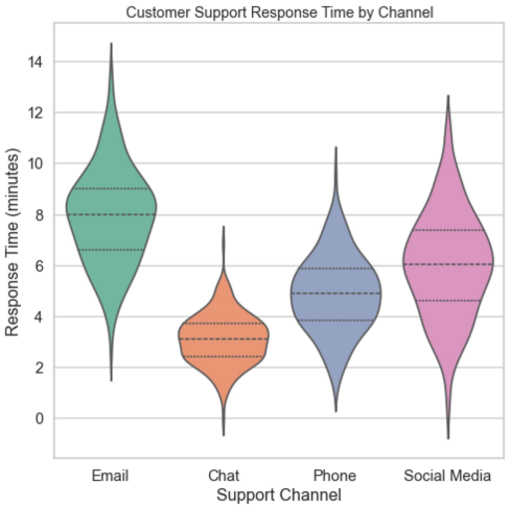 Customer Support Response Time by Channel
Response Time (minutes)
14
12
10
8
6
4
2
0
Email Chat Phone Social Media
Support Channel